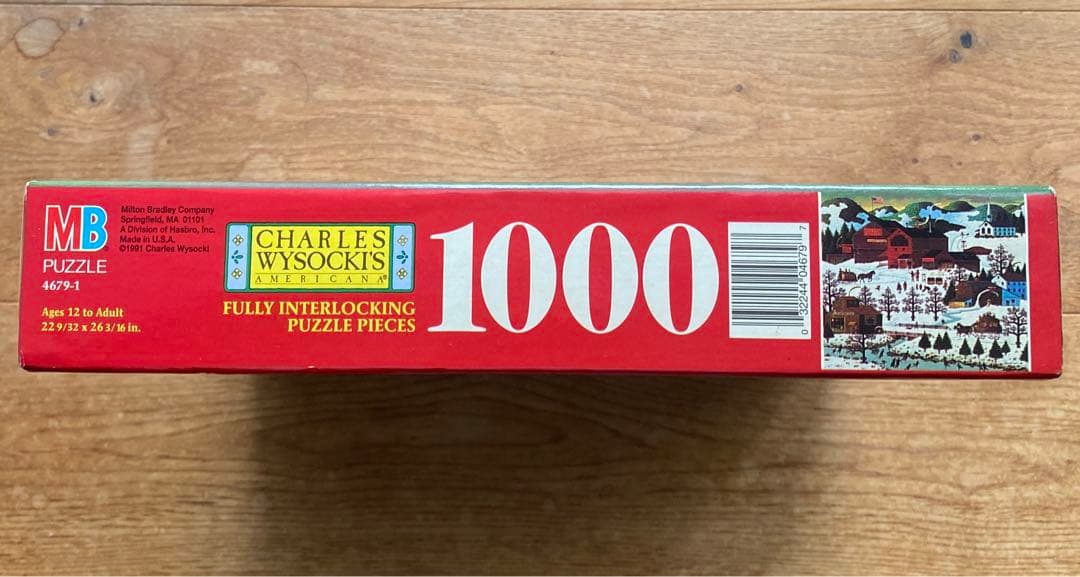 MB
PUZZLE
4679-1
Ages 12 to Adult
22 9/32 x 26 3/16 in.
Milton Bradley Company
Springfield, MA 01101
A Division of Hasbro, Inc.
Made in U.S.A.
©1991 Charles Wysocki
CHARLES
WYSOCKI'S
AMERICANA®
FULLY INTERLOCKING
PUZZLE PIECES
1000
0 32244 04679 7